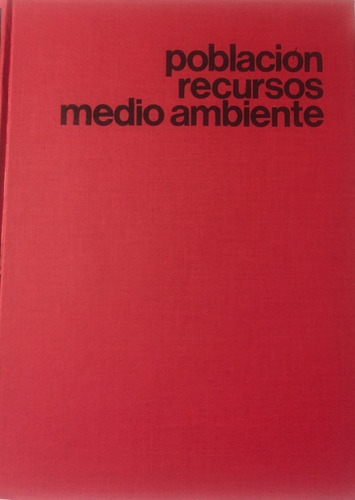 población
recursos
medio ambiente